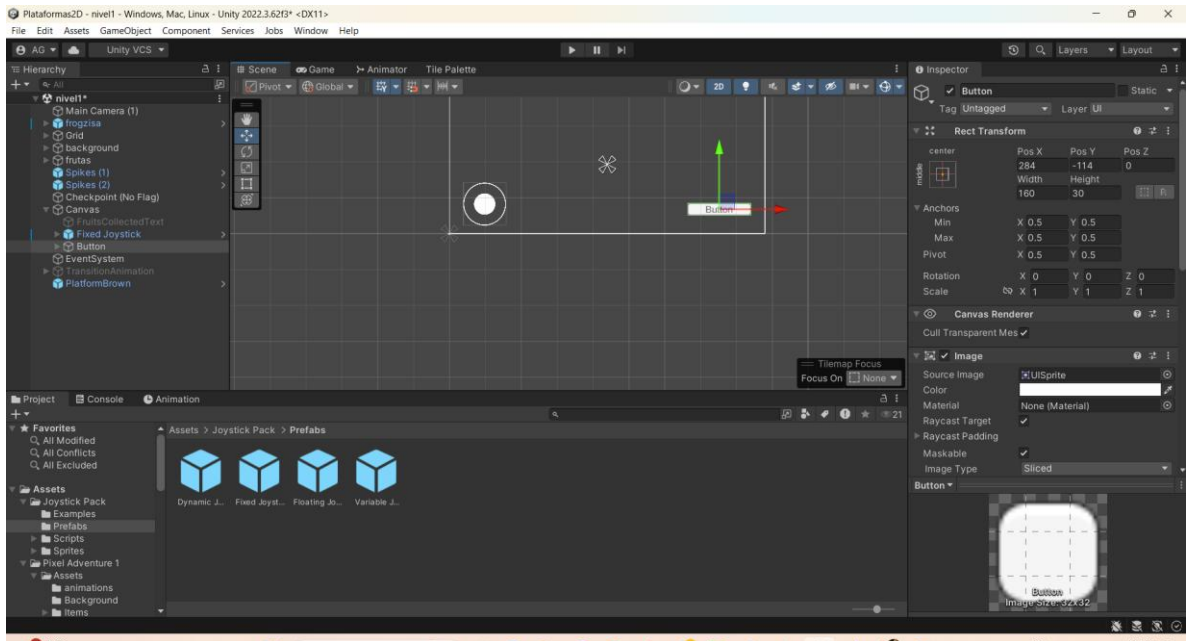 Plataformas2D - nivel1 - Windows, Mac, Linux - Unity 2022.3.62f3* <DX11>
File Edit Assets GameObject Component Services Jobs Window Help
AG Unity VCS Layers Layout
Hierarchy
All
nivel1*
Main Camera (1)
frogzisa
Grid
background
frutas
Spikes (1)
Spikes (2)
Checkpoint (No Flag)
Canvas
FruitsCollectedText
Fixed Joystick
Button
EventSystem
TransitionAnimation
PlatformBrown
Scene Game Animator Tile Palette
Pivot Global 2D
Button
Tilemap Focus
Focus On None
Inspector
Button Static
Tag Untagged Layer UI
Rect Transform
center Pos X Pos Y Pos Z
middle 284 -114 0
Width Height
160 30
R
Anchors
Min X 0.5 Y 0.5
Max X 0.5 Y 0.5
Pivot X 0.5 Y 0.5
Rotation X 0 Y 0 Z 0
Scale X 1 Y 1 Z 1
Canvas Renderer
Cull Transparent Mes
Image
Source Image UISprite
Color
Material None (Material)
Raycast Target
Raycast Padding
Maskable
Image Type Sliced
Button
Button
Image Size: 32x32
Project Console Animation
21
Favorites
All Modified
All Conflicts
All Excluded
Assets
Joystick Pack
Examples
Prefabs
Scripts
Sprites
Pixel Adventure 1
Assets
animations
Background
Items
Assets > Joystick Pack > Prefabs
Dynamic J... Fixed Joyst... Floating Jo... Variable J...